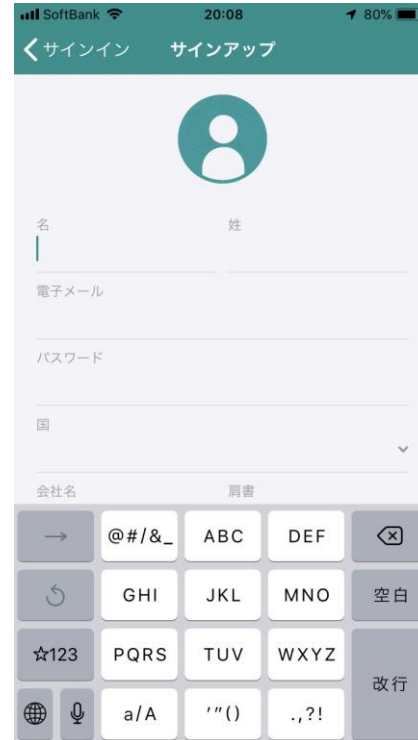 SoftBank 20:08 80%
サインイン サインアップ
名 姓
電子メール
パスワード
国
会社名 肩書
→ @#/&_ ABC DEF
GHI JKL MNO 空白
☆123 PQRS TUV WXYZ
改行
a/A '"() .,?!